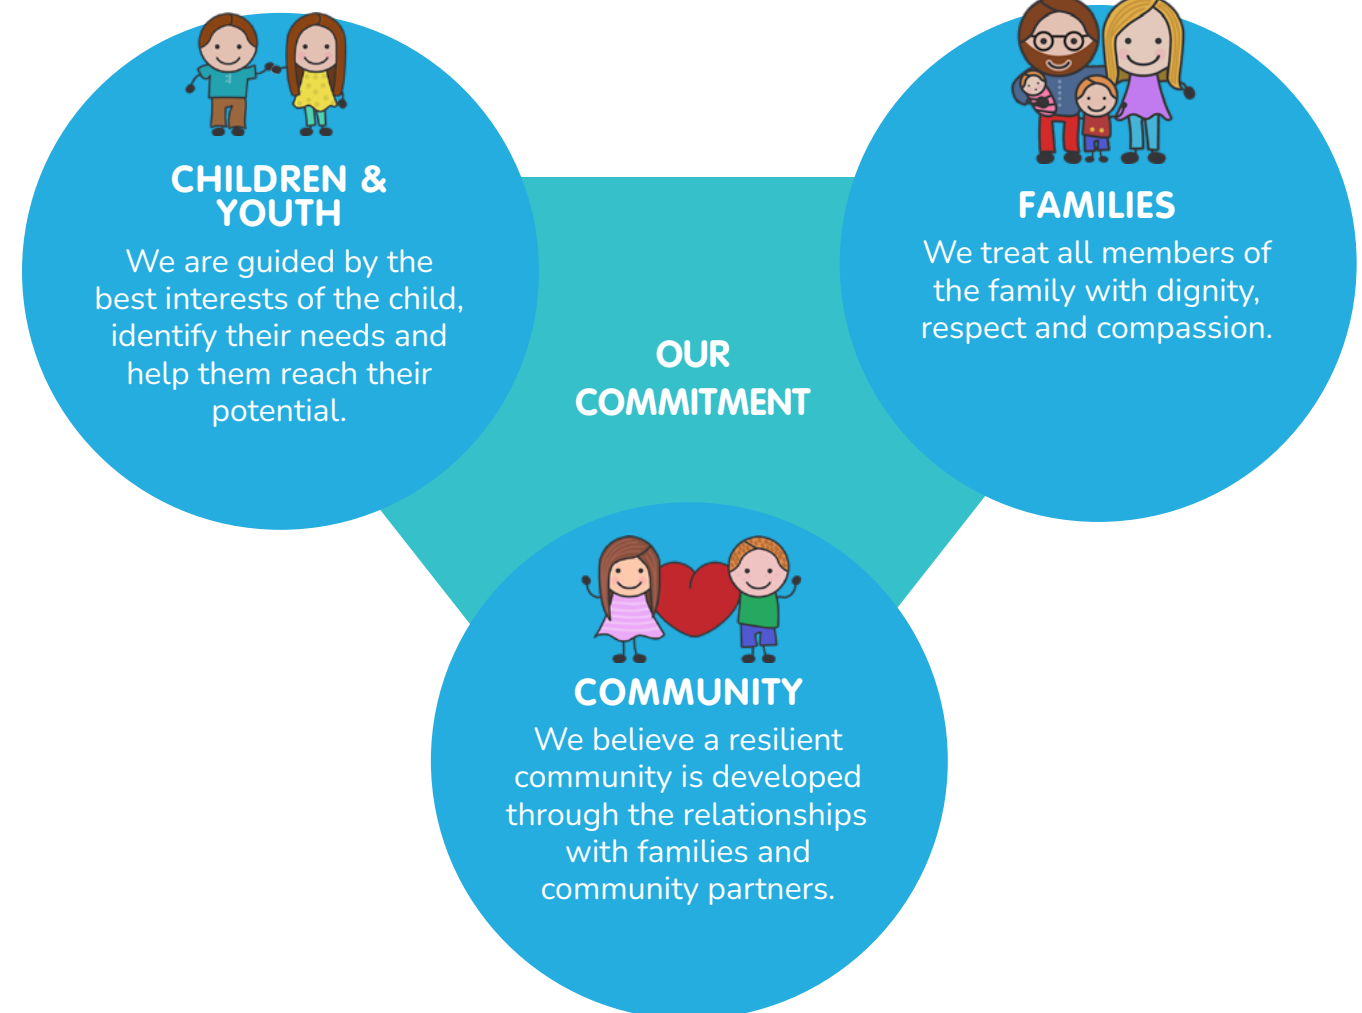 CHILDREN &
YOUTH
We are guided by the
best interests of the child,
identify their needs and
help them reach their
potential.
FAMILIES
We treat all members of
the family with dignity,
respect and compassion.
OUR
COMMITMENT
COMMUNITY
We believe a resilient
community is developed
through the relationships
with families and
community partners.